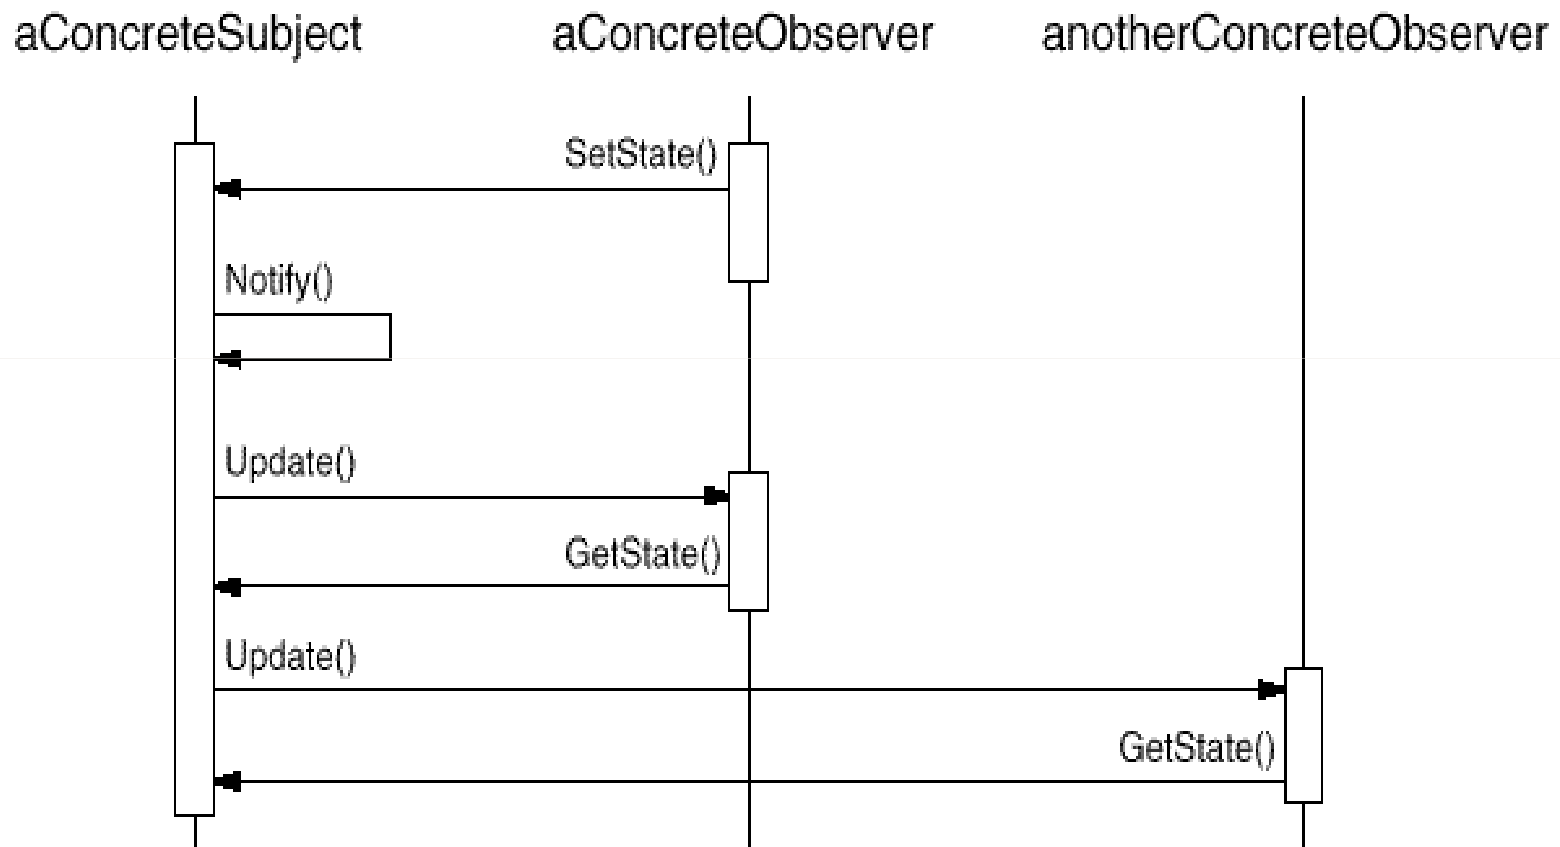 aConcreteSubject aConcreteObserver anotherConcreteObserver
SetState()
Notify()
Update()
GetState()
Update()
GetState()